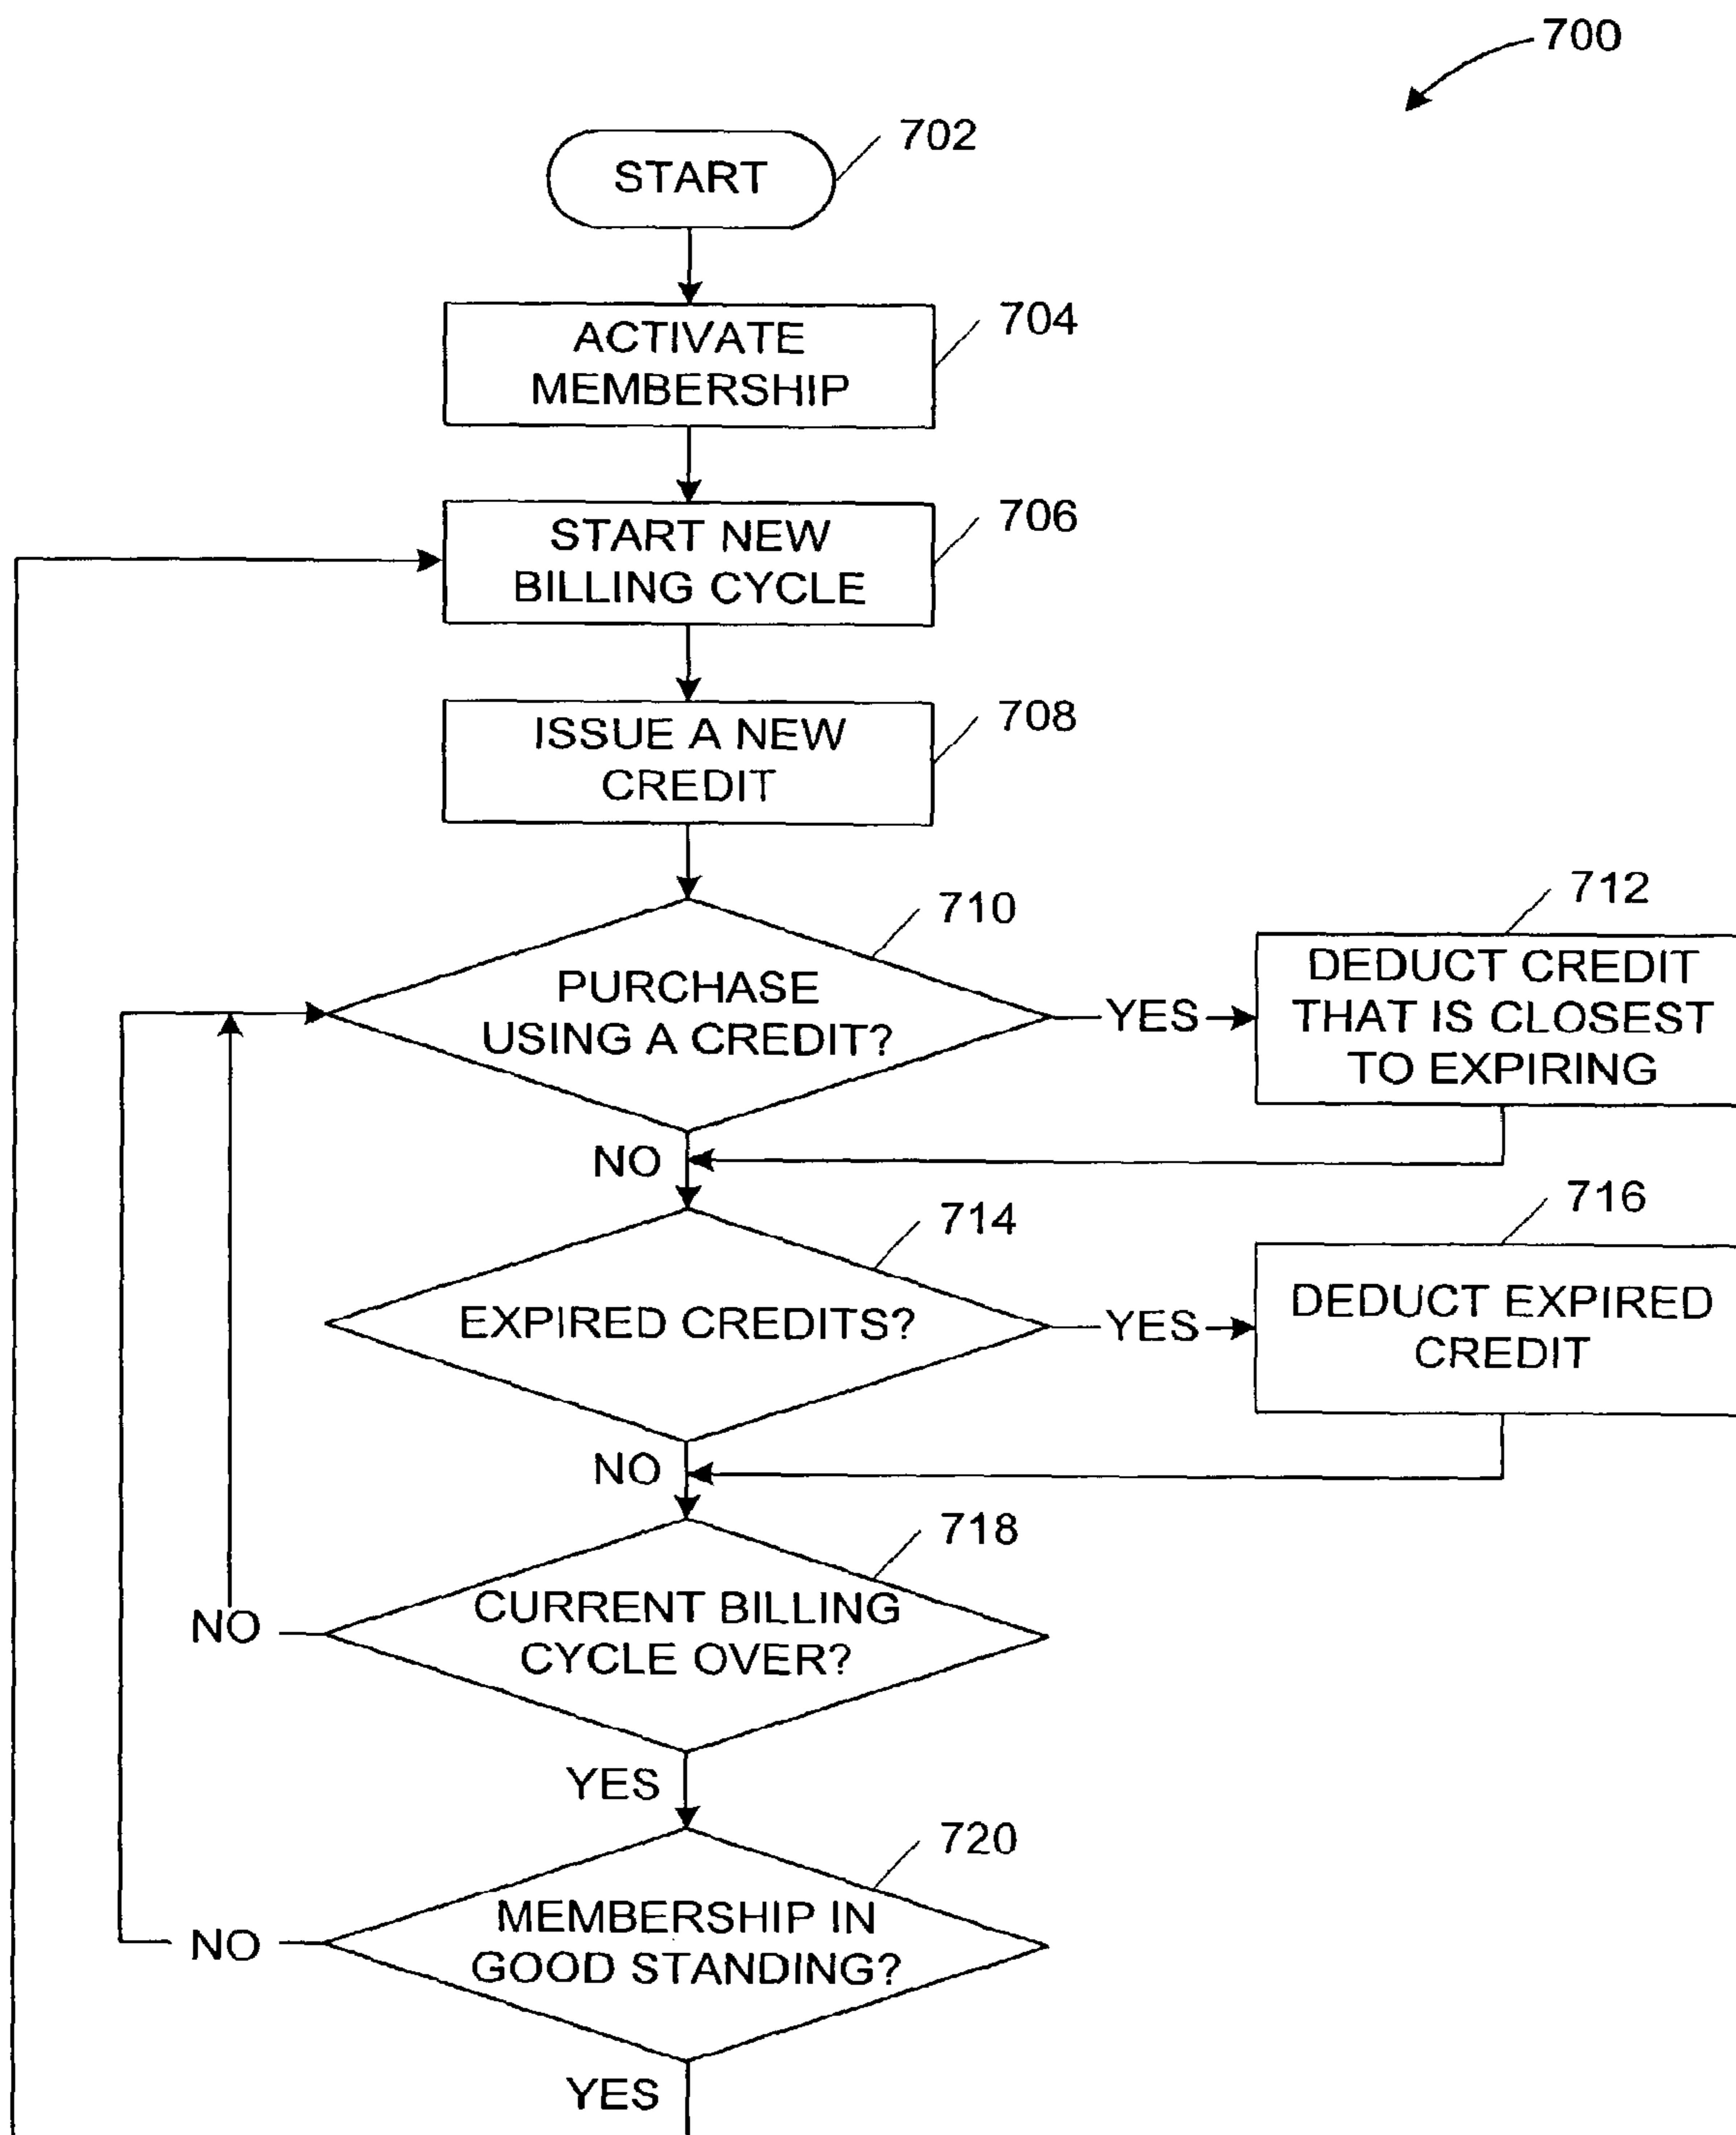 700
START
702
ACTIVATE
MEMBERSHIP
704
START NEW
BILLING CYCLE
706
ISSUE A NEW
CREDIT
708
PURCHASE
USING A CREDIT?
710
YES
DEDUCT CREDIT
THAT IS CLOSEST
TO EXPIRING
712
NO
EXPIRED CREDITS?
714
YES
DEDUCT EXPIRED
CREDIT
716
NO
CURRENT BILLING
CYCLE OVER?
718
NO
YES
MEMBERSHIP IN
GOOD STANDING?
720
NO
YES